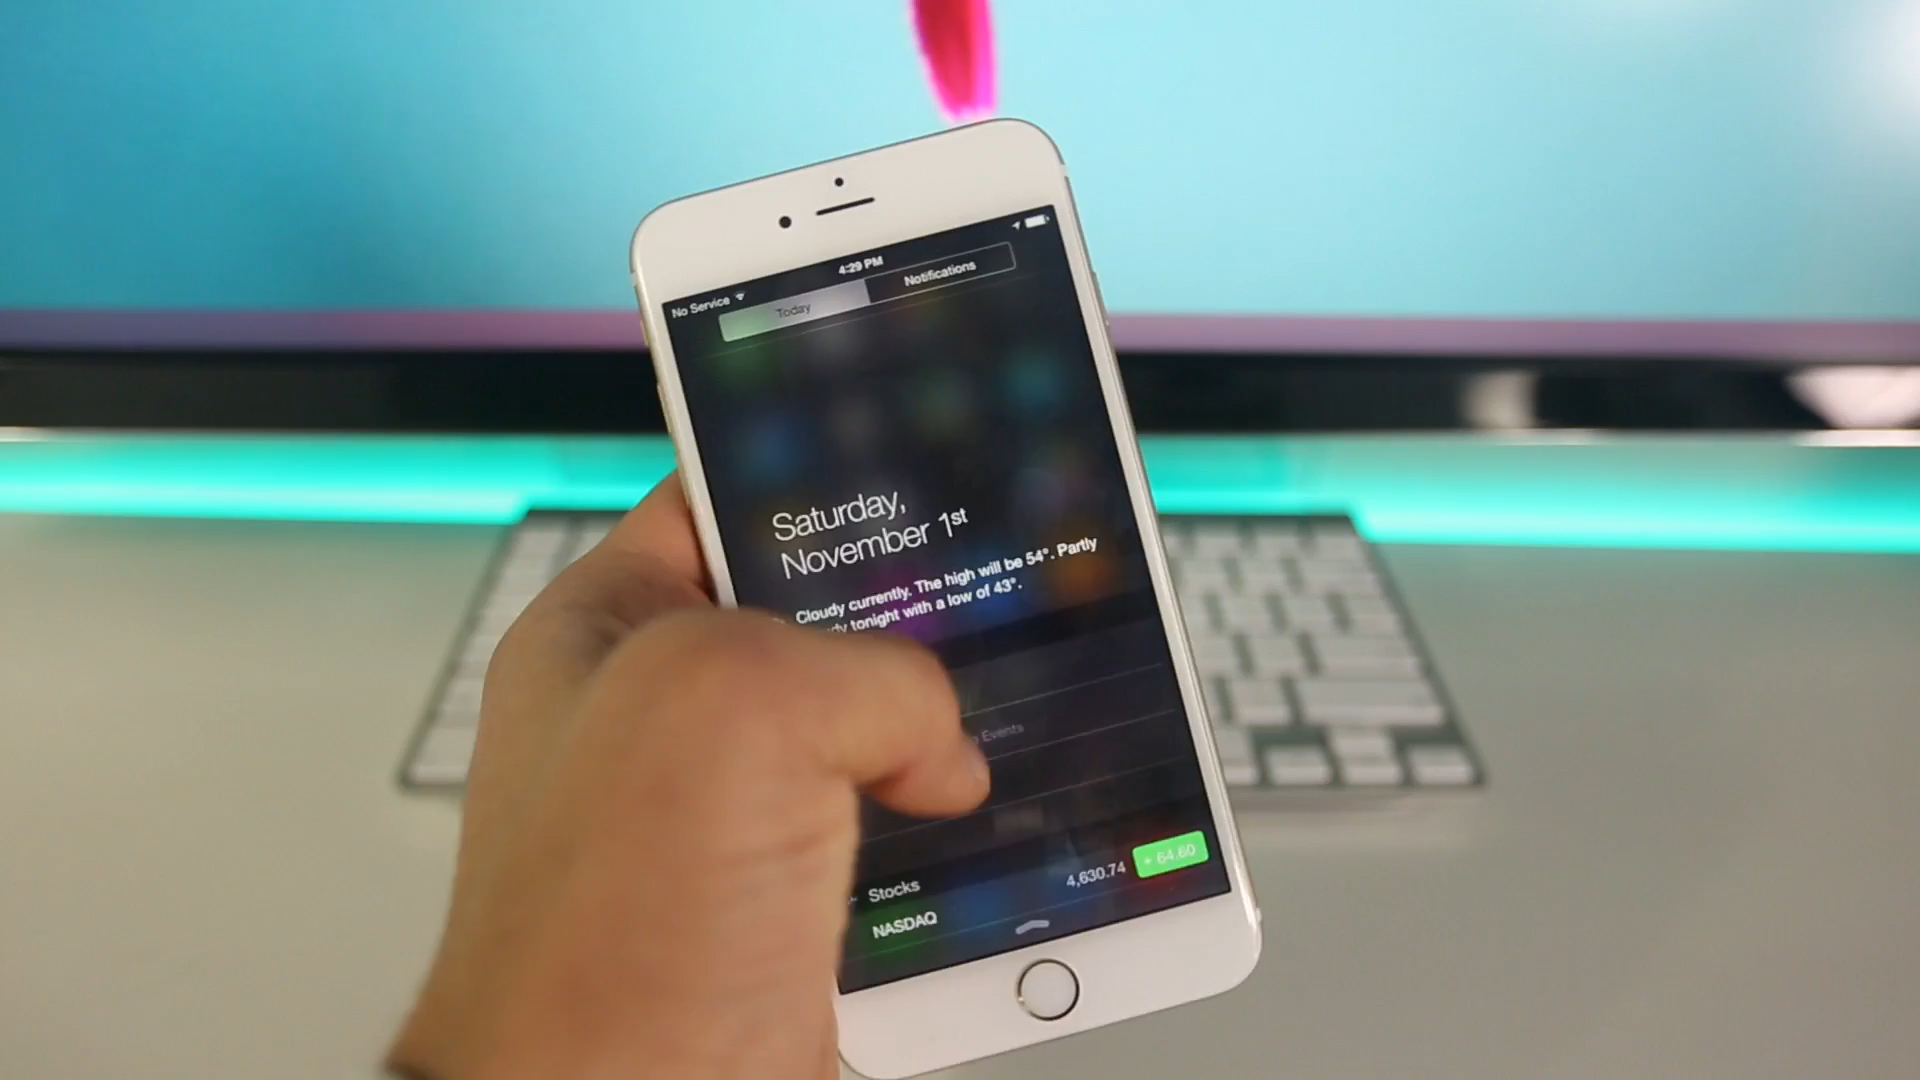 No Service
4:29 PM
Today
Notifications
Saturday,
November 1st
Cloudy currently. The high will be 54°. Partly
tonight with a low of 43°.
Events
Stocks
NASDAQ
4,630.74
+ 64.60